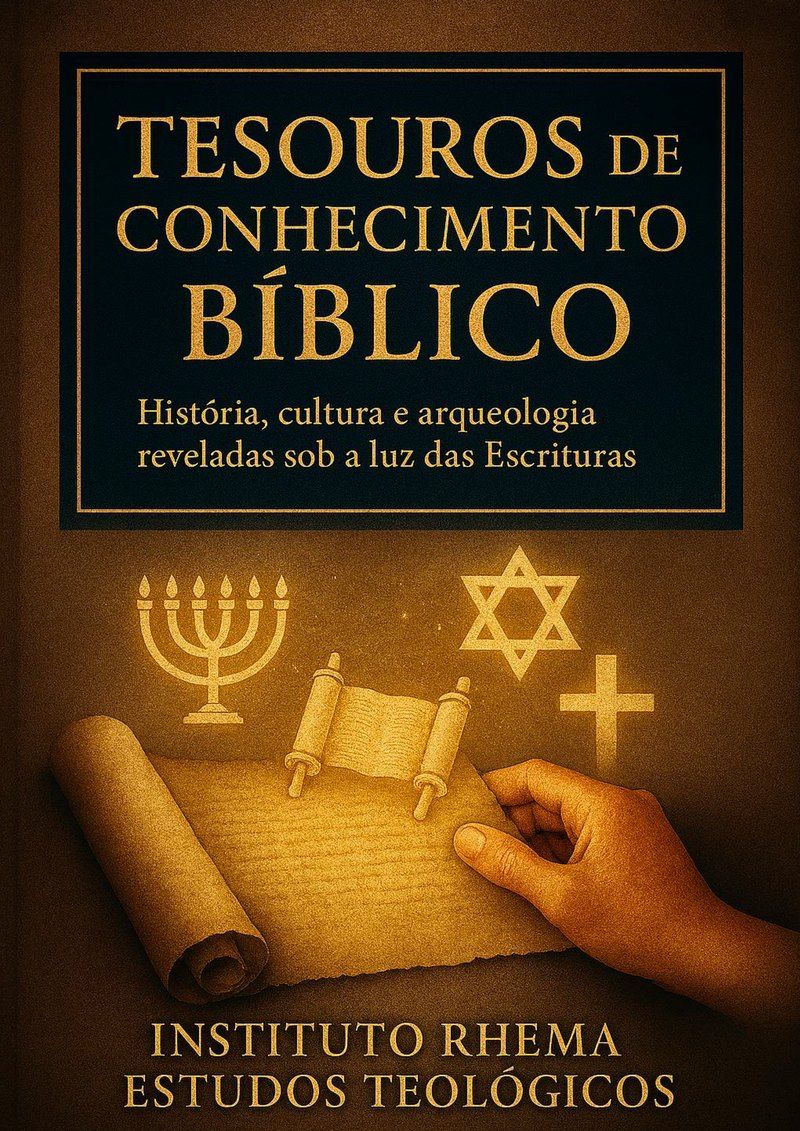 TESOUROS DE
CONHECIMENTO
BÍBLICO
História, cultura e arqueologia
reveladas sob a luz das Escrituras
INSTITUTO RHEMA
ESTUDOS TEOLÓGICOS